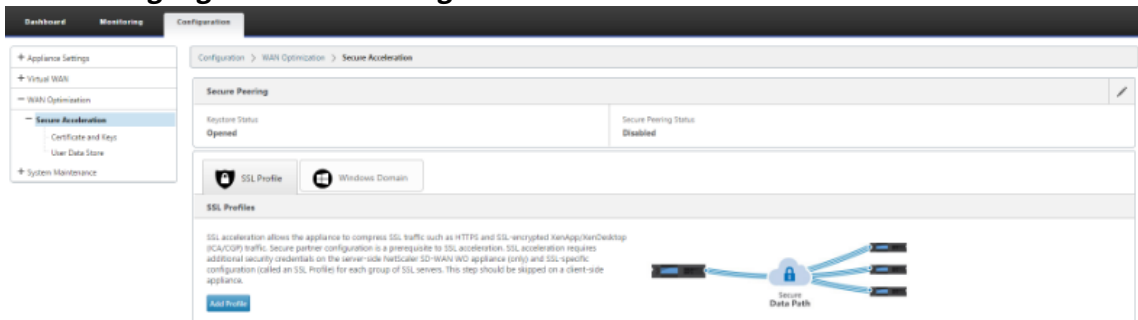 Dashboard Monitoring Configuration
+ Appliance Settings
+ Virtual WAN
− WAN Optimization
− Secure Acceleration
Certificate and Keys
User Data Store
+ System Maintenance
Configuration > WAN Optimization > Secure Acceleration
Secure Peering
Keystore Status
Opened
Secure Peering Status
Disabled
SSL Profile
Windows Domain
SSL Profiles
SSL acceleration allows the appliance to compress SSL traffic such as HTTPS and SSL-encrypted XenApp/XenDesktop
(ICA/CGP) traffic. Secure partner configuration is a prerequisite to SSL acceleration. SSL acceleration requires
additional security credentials on the server-side NetScaler SD-WAN WO appliance (only) and SSL-specific
configuration (called an SSL Profile) for each group of SSL servers. This step should be skipped on a client-side
appliance.
Add Profile
Secure
Data Path